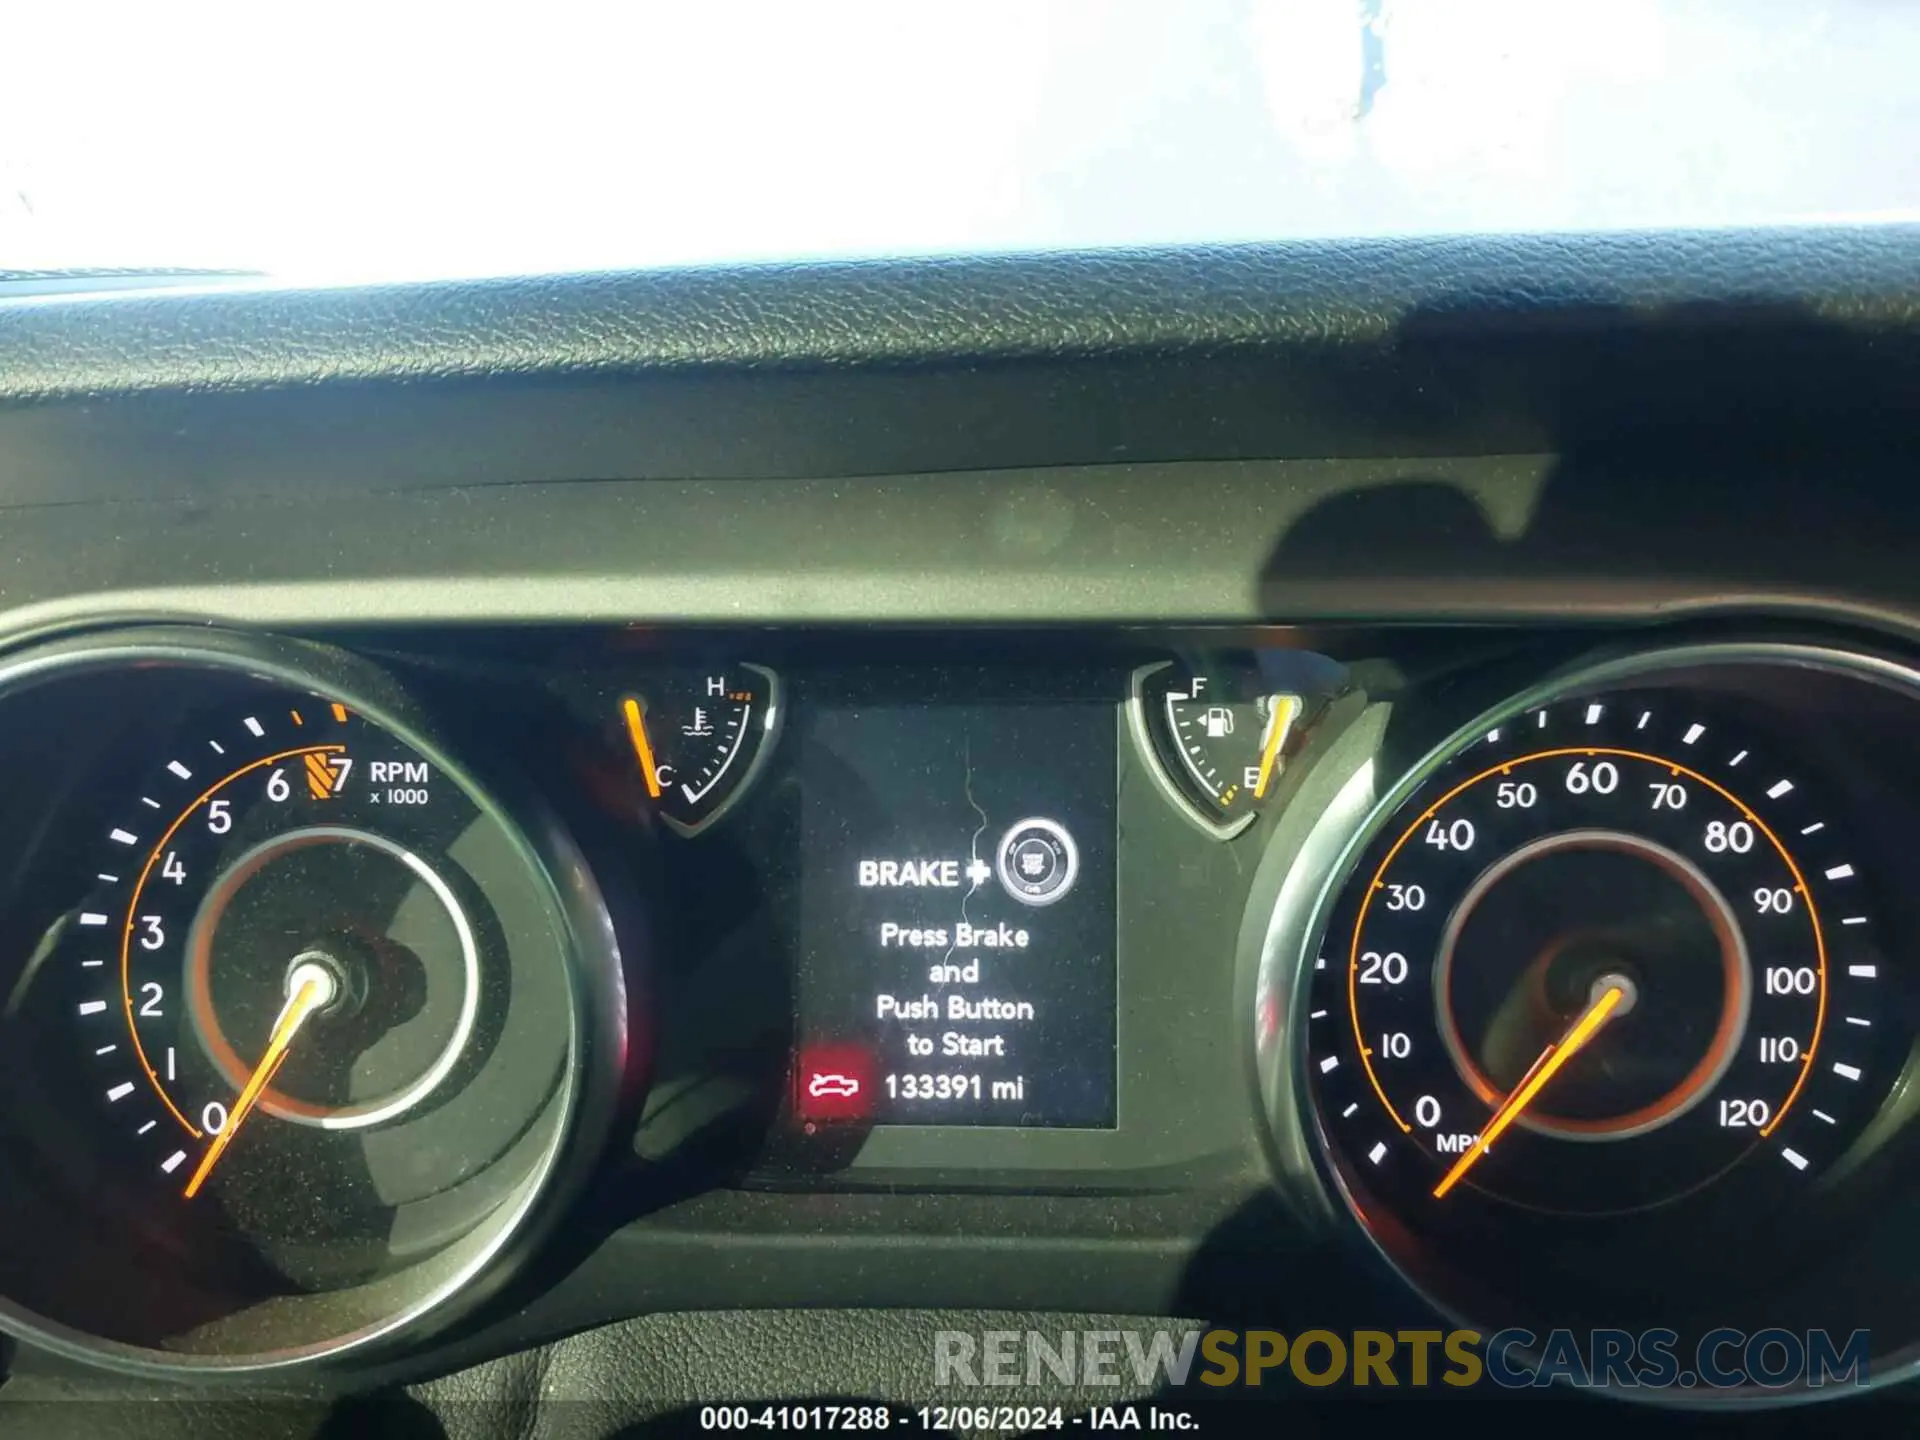 H
C
F
E
RPM
x 1000
0
1
2
3
4
5
6
7
BRAKE +
Press Brake
and
Push Button
to Start
133391 mi
0
10
20
30
40
50
60
70
80
90
100
110
120
MPH
RENEWSPORTSCARS.COM
000-41017288 - 12/06/2024 - IAA Inc.